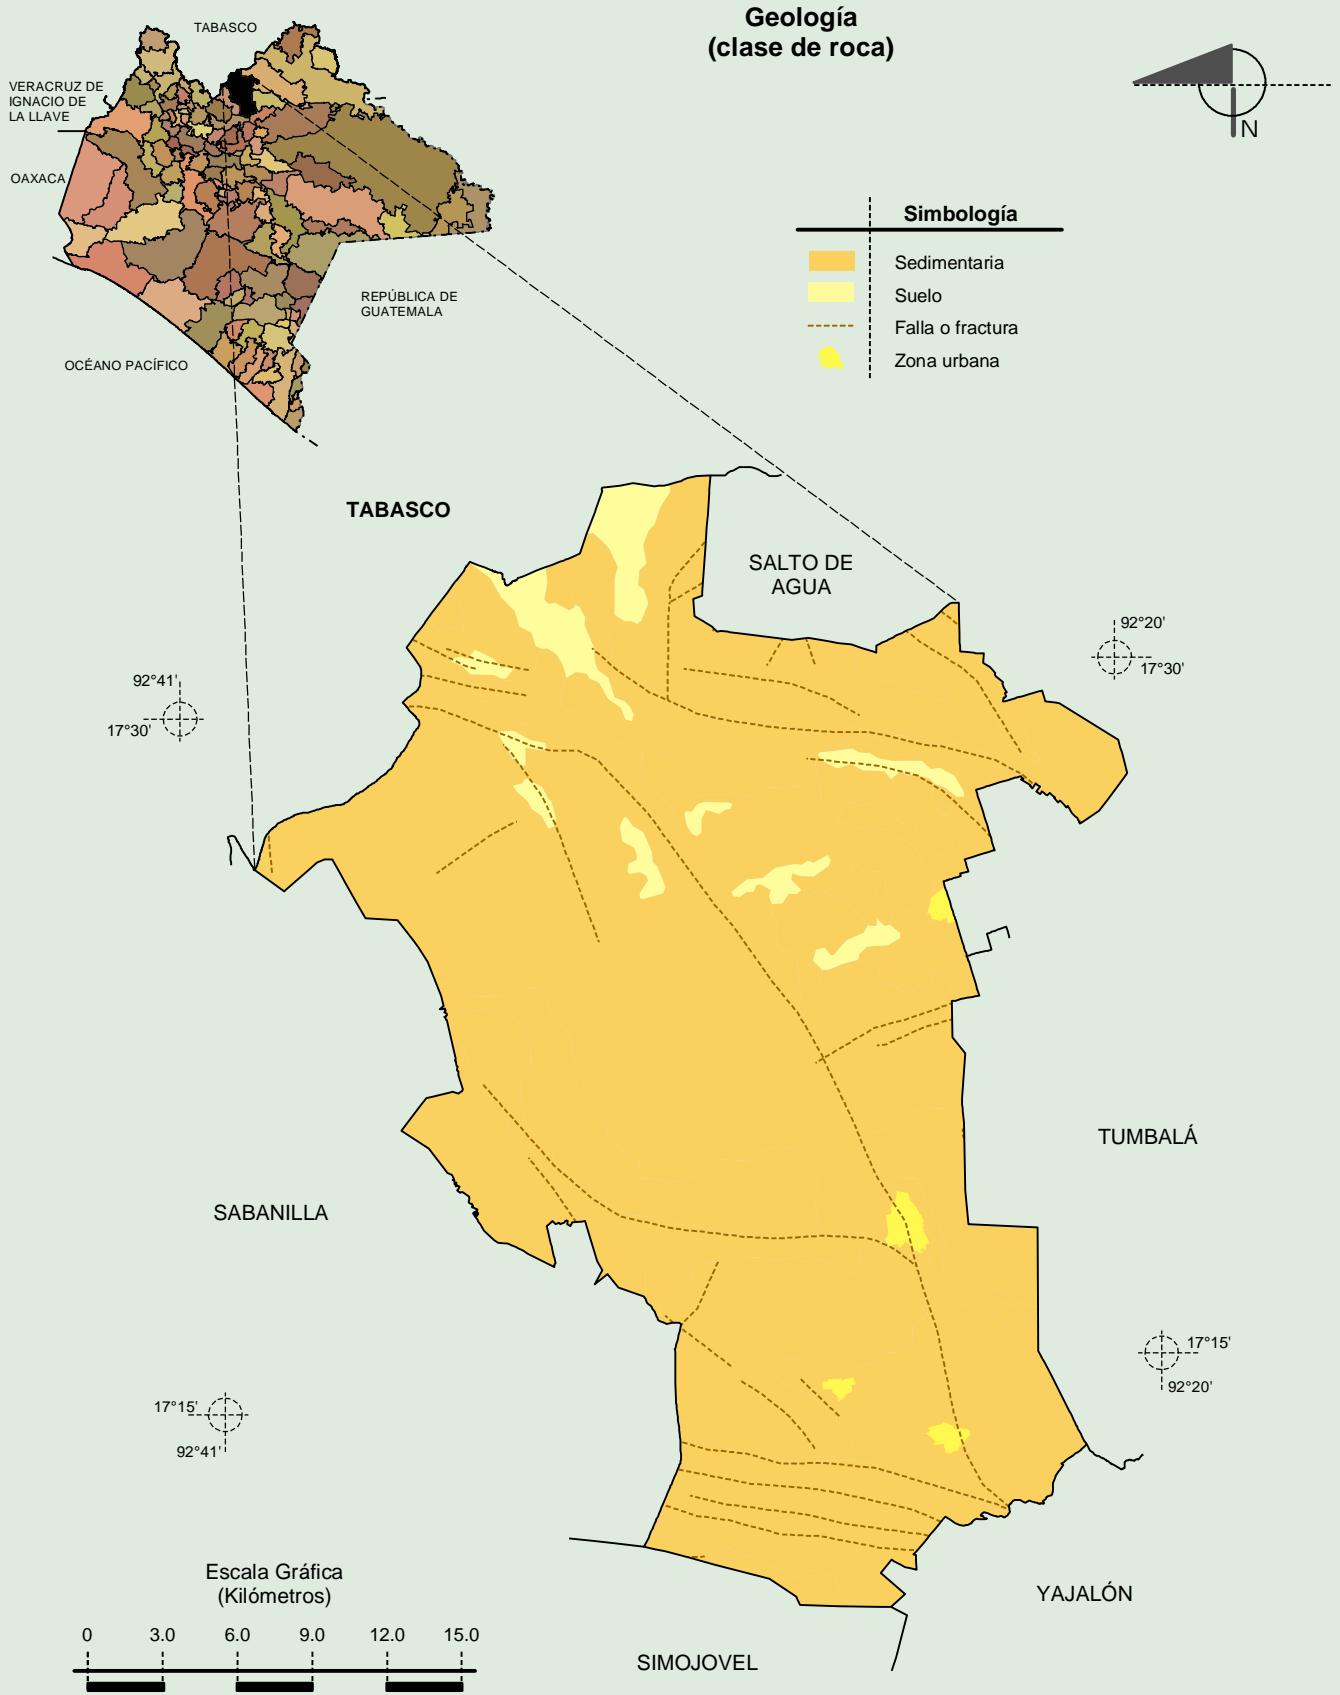 Geología
(clase de roca)
TABASCO
VERACRUZ DE
IGNACIO DE
LA LLAVE
OAXACA
REPÚBLICA DE
GUATEMALA
OCÉANO PACÍFICO
N
Simbología
Sedimentaria
Suelo
Falla o fractura
Zona urbana
TABASCO
SALTO DE
AGUA
92°20'
17°30'
92°41'
17°30'
TUMBALÁ
SABANILLA
17°15'
92°20'
17°15'
92°41'
Escala Gráfica
(Kilómetros)
0 3.0 6.0 9.0 12.0 15.0
YAJALÓN
SIMOJOVEL